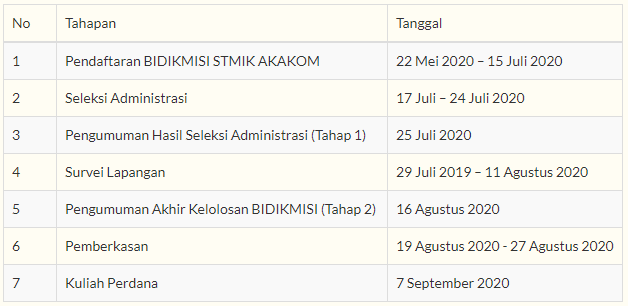 No Tahapan Tanggal
1 Pendaftaran BIDIKMISI STMIK AKAKOM 22 Mei 2020 – 15 Juli 2020
2 Seleksi Administrasi 17 Juli – 24 Juli 2020
3 Pengumuman Hasil Seleksi Administrasi (Tahap 1) 25 Juli 2020
4 Survei Lapangan 29 Juli 2019 – 11 Agustus 2020
5 Pengumuman Akhir Kelolosan BIDIKMISI (Tahap 2) 16 Agustus 2020
6 Pemberkasan 19 Agustus 2020 - 27 Agustus 2020
7 Kuliah Perdana 7 September 2020